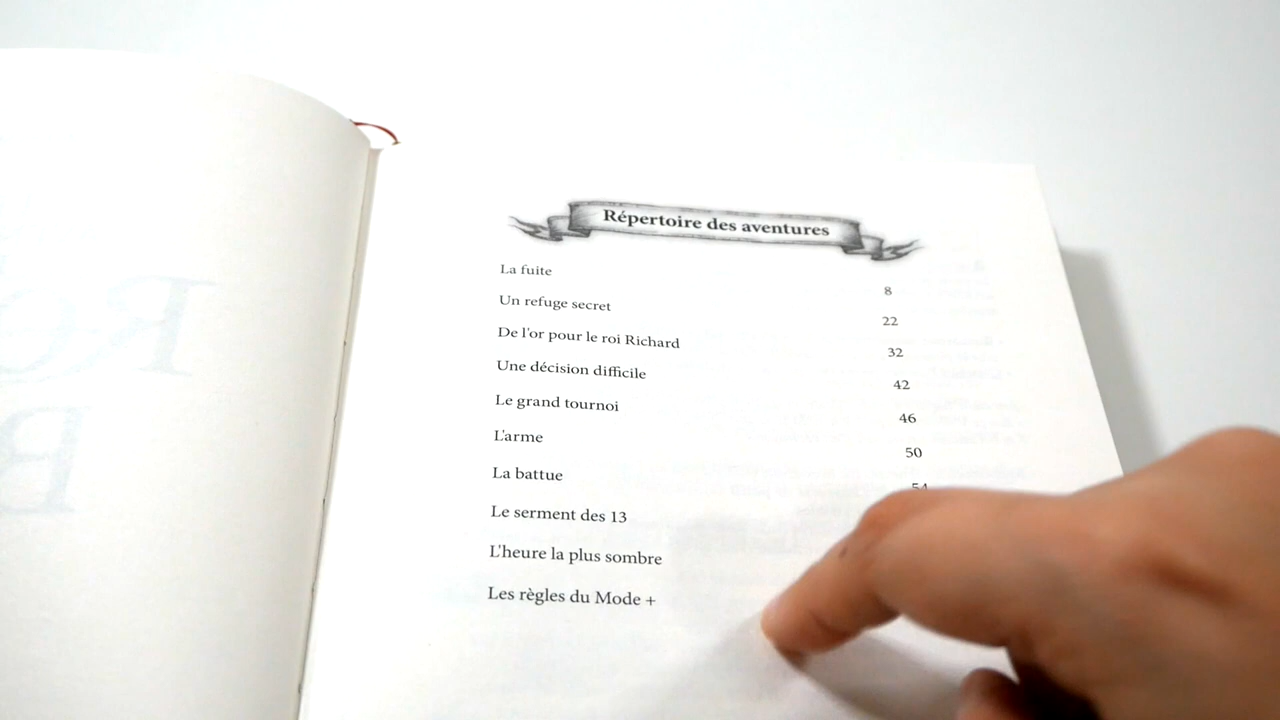 Répertoire des aventures
La fuite 8
Un refuge secret 22
De l'or pour le roi Richard 32
Une décision difficile 42
Le grand tournoi 46
L'arme 50
La battue 54
Le serment des 13
L'heure la plus sombre
Les règles du Mode +